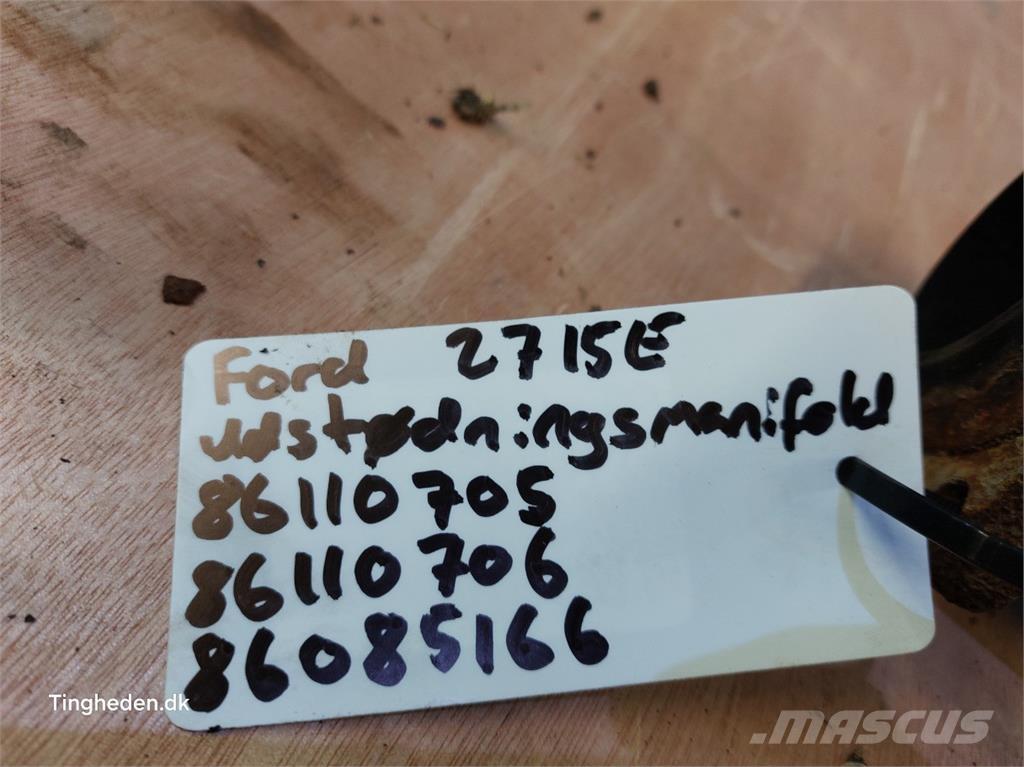 Ford 2715E
Udstødningsmanifold
86110705
86110706
86085166
Tingheden.dk
MASCUS